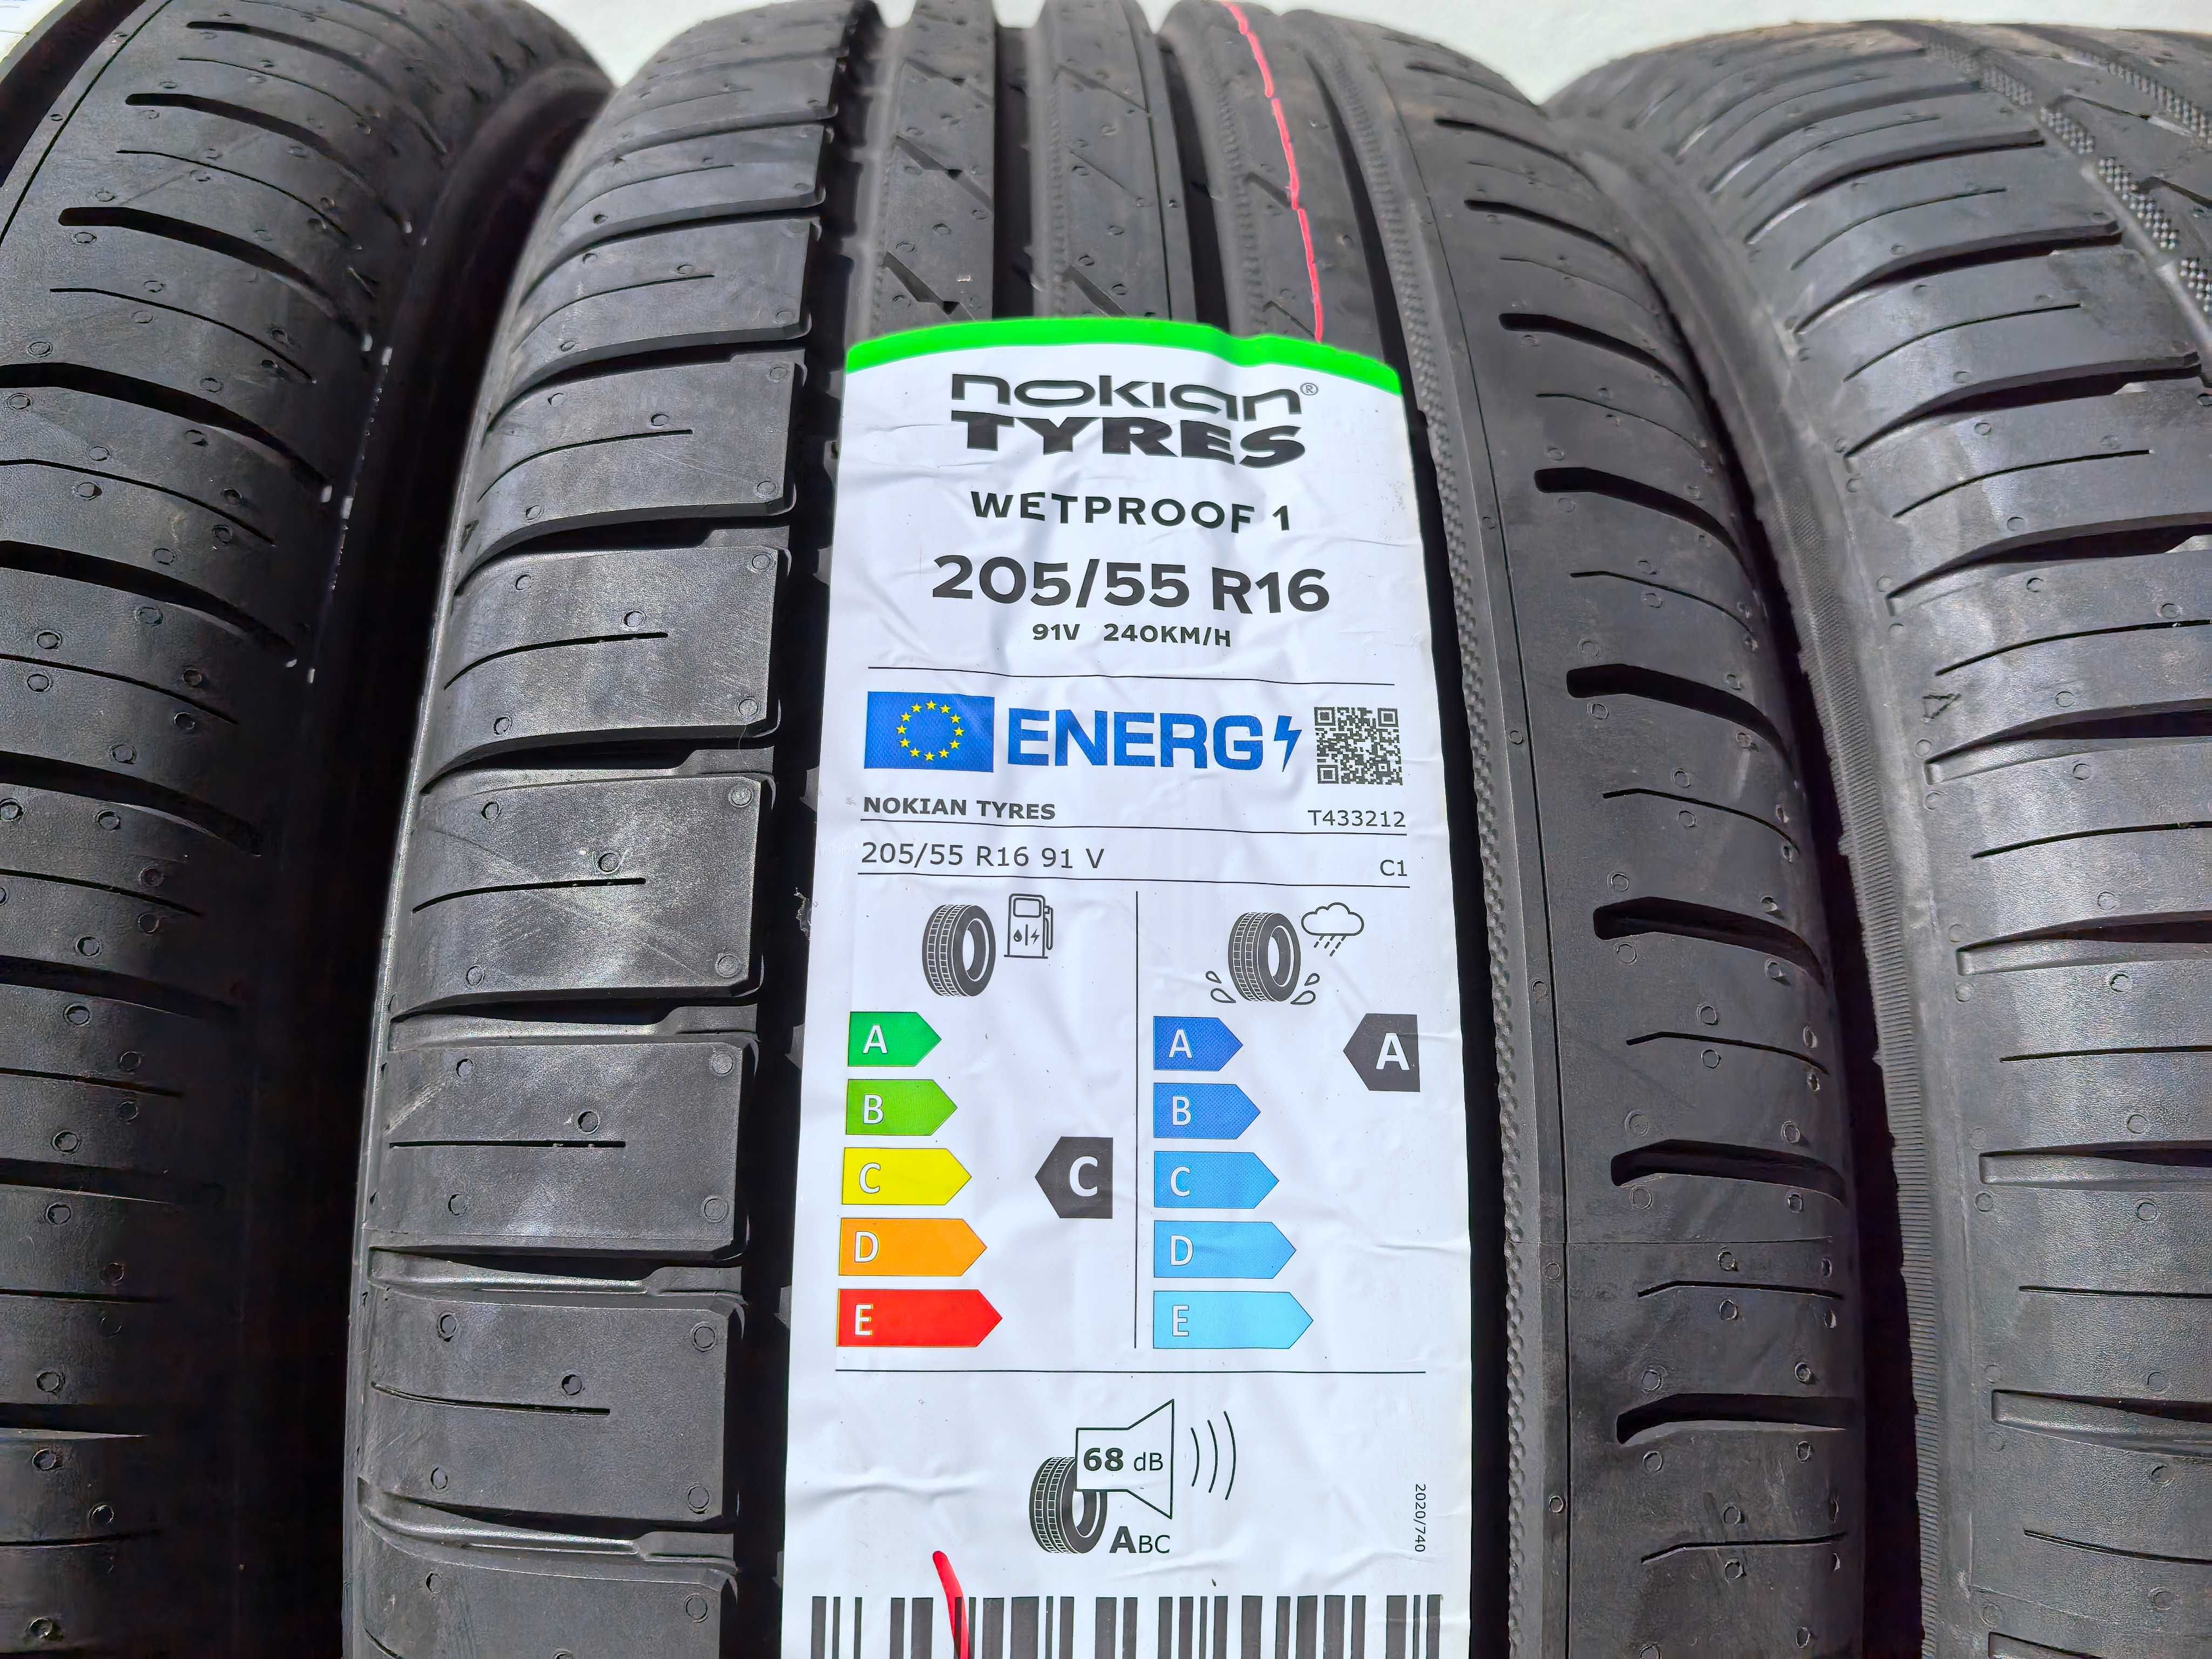 nokian®
TYRES
WETPROOF 1
205/55 R16
91V 240KM/H
ENERG
NOKIAN TYRES T433212
205/55 R16 91 V C1
A A A
B B
C C C
D D
E E
68 dB
ABC
2020/740